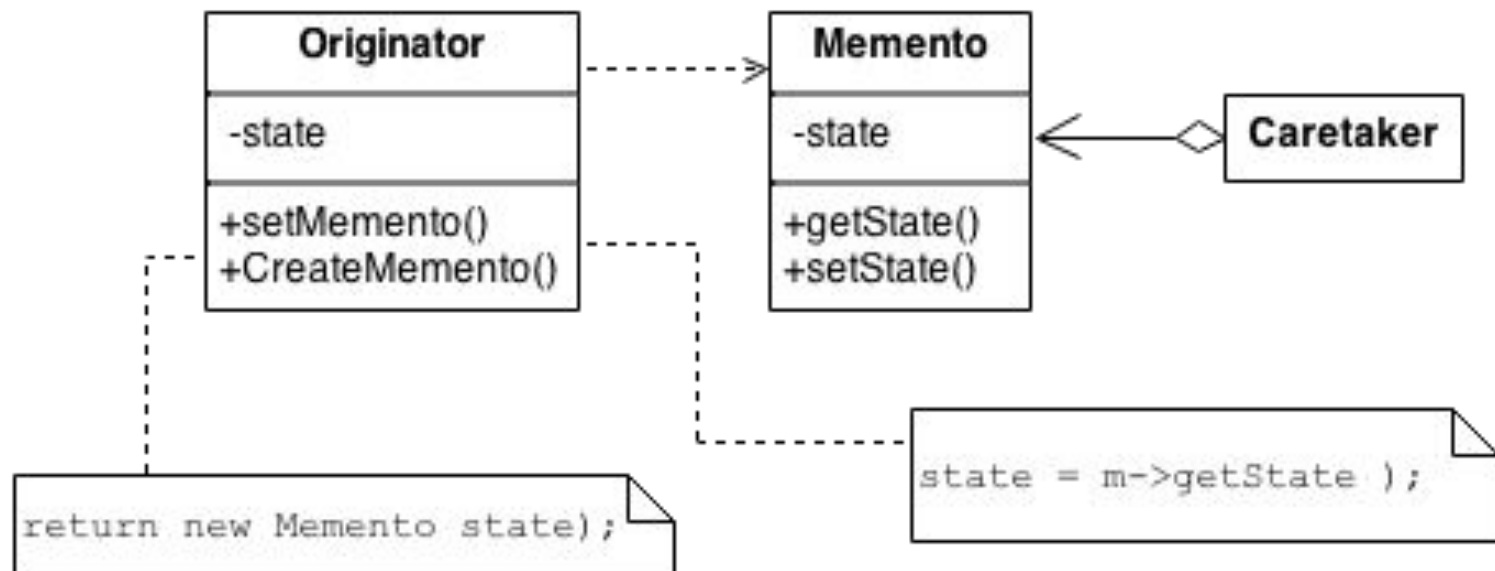 Originator
-state
+setMemento()
+CreateMemento()
Memento
-state
+getState()
+setState()
Caretaker
return new Memento state);
state = m->getState );